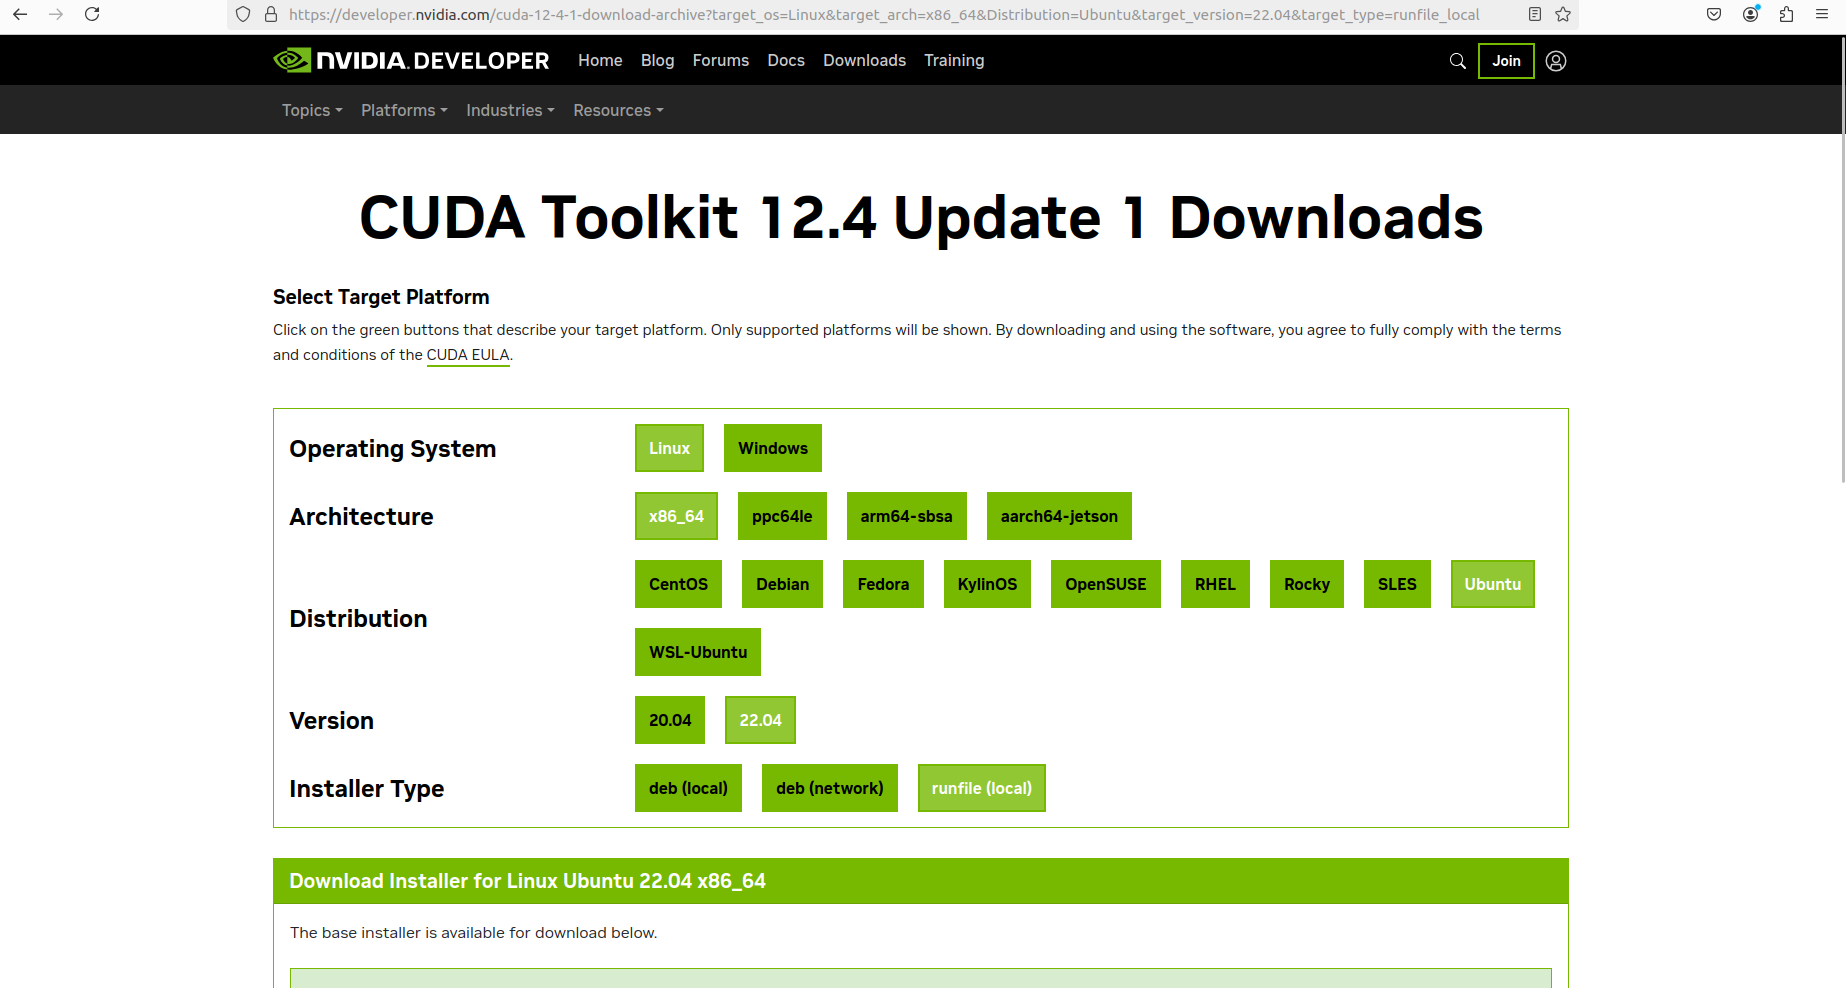 https://developer.nvidia.com/cuda-12-4-1-download-archive?target_os=Linux&target_arch=x86_64&Distribution=Ubuntu&target_version=22.04&target_type=runfile_local
NVIDIA. DEVELOPER Home Blog Forums Docs Downloads Training Join
Topics Platforms Industries Resources
CUDA Toolkit 12.4 Update 1 Downloads
Select Target Platform
Click on the green buttons that describe your target platform. Only supported platforms will be shown. By downloading and using the software, you agree to fully comply with the terms
and conditions of the CUDA EULA.
Operating System Linux Windows
Architecture x86_64 ppc64le arm64-sbsa aarch64-jetson
Distribution CentOS Debian Fedora KylinOS OpenSUSE RHEL Rocky SLES Ubuntu
WSL-Ubuntu
Version 20.04 22.04
Installer Type deb (local) deb (network) runfile (local)
Download Installer for Linux Ubuntu 22.04 x86_64
The base installer is available for download below.